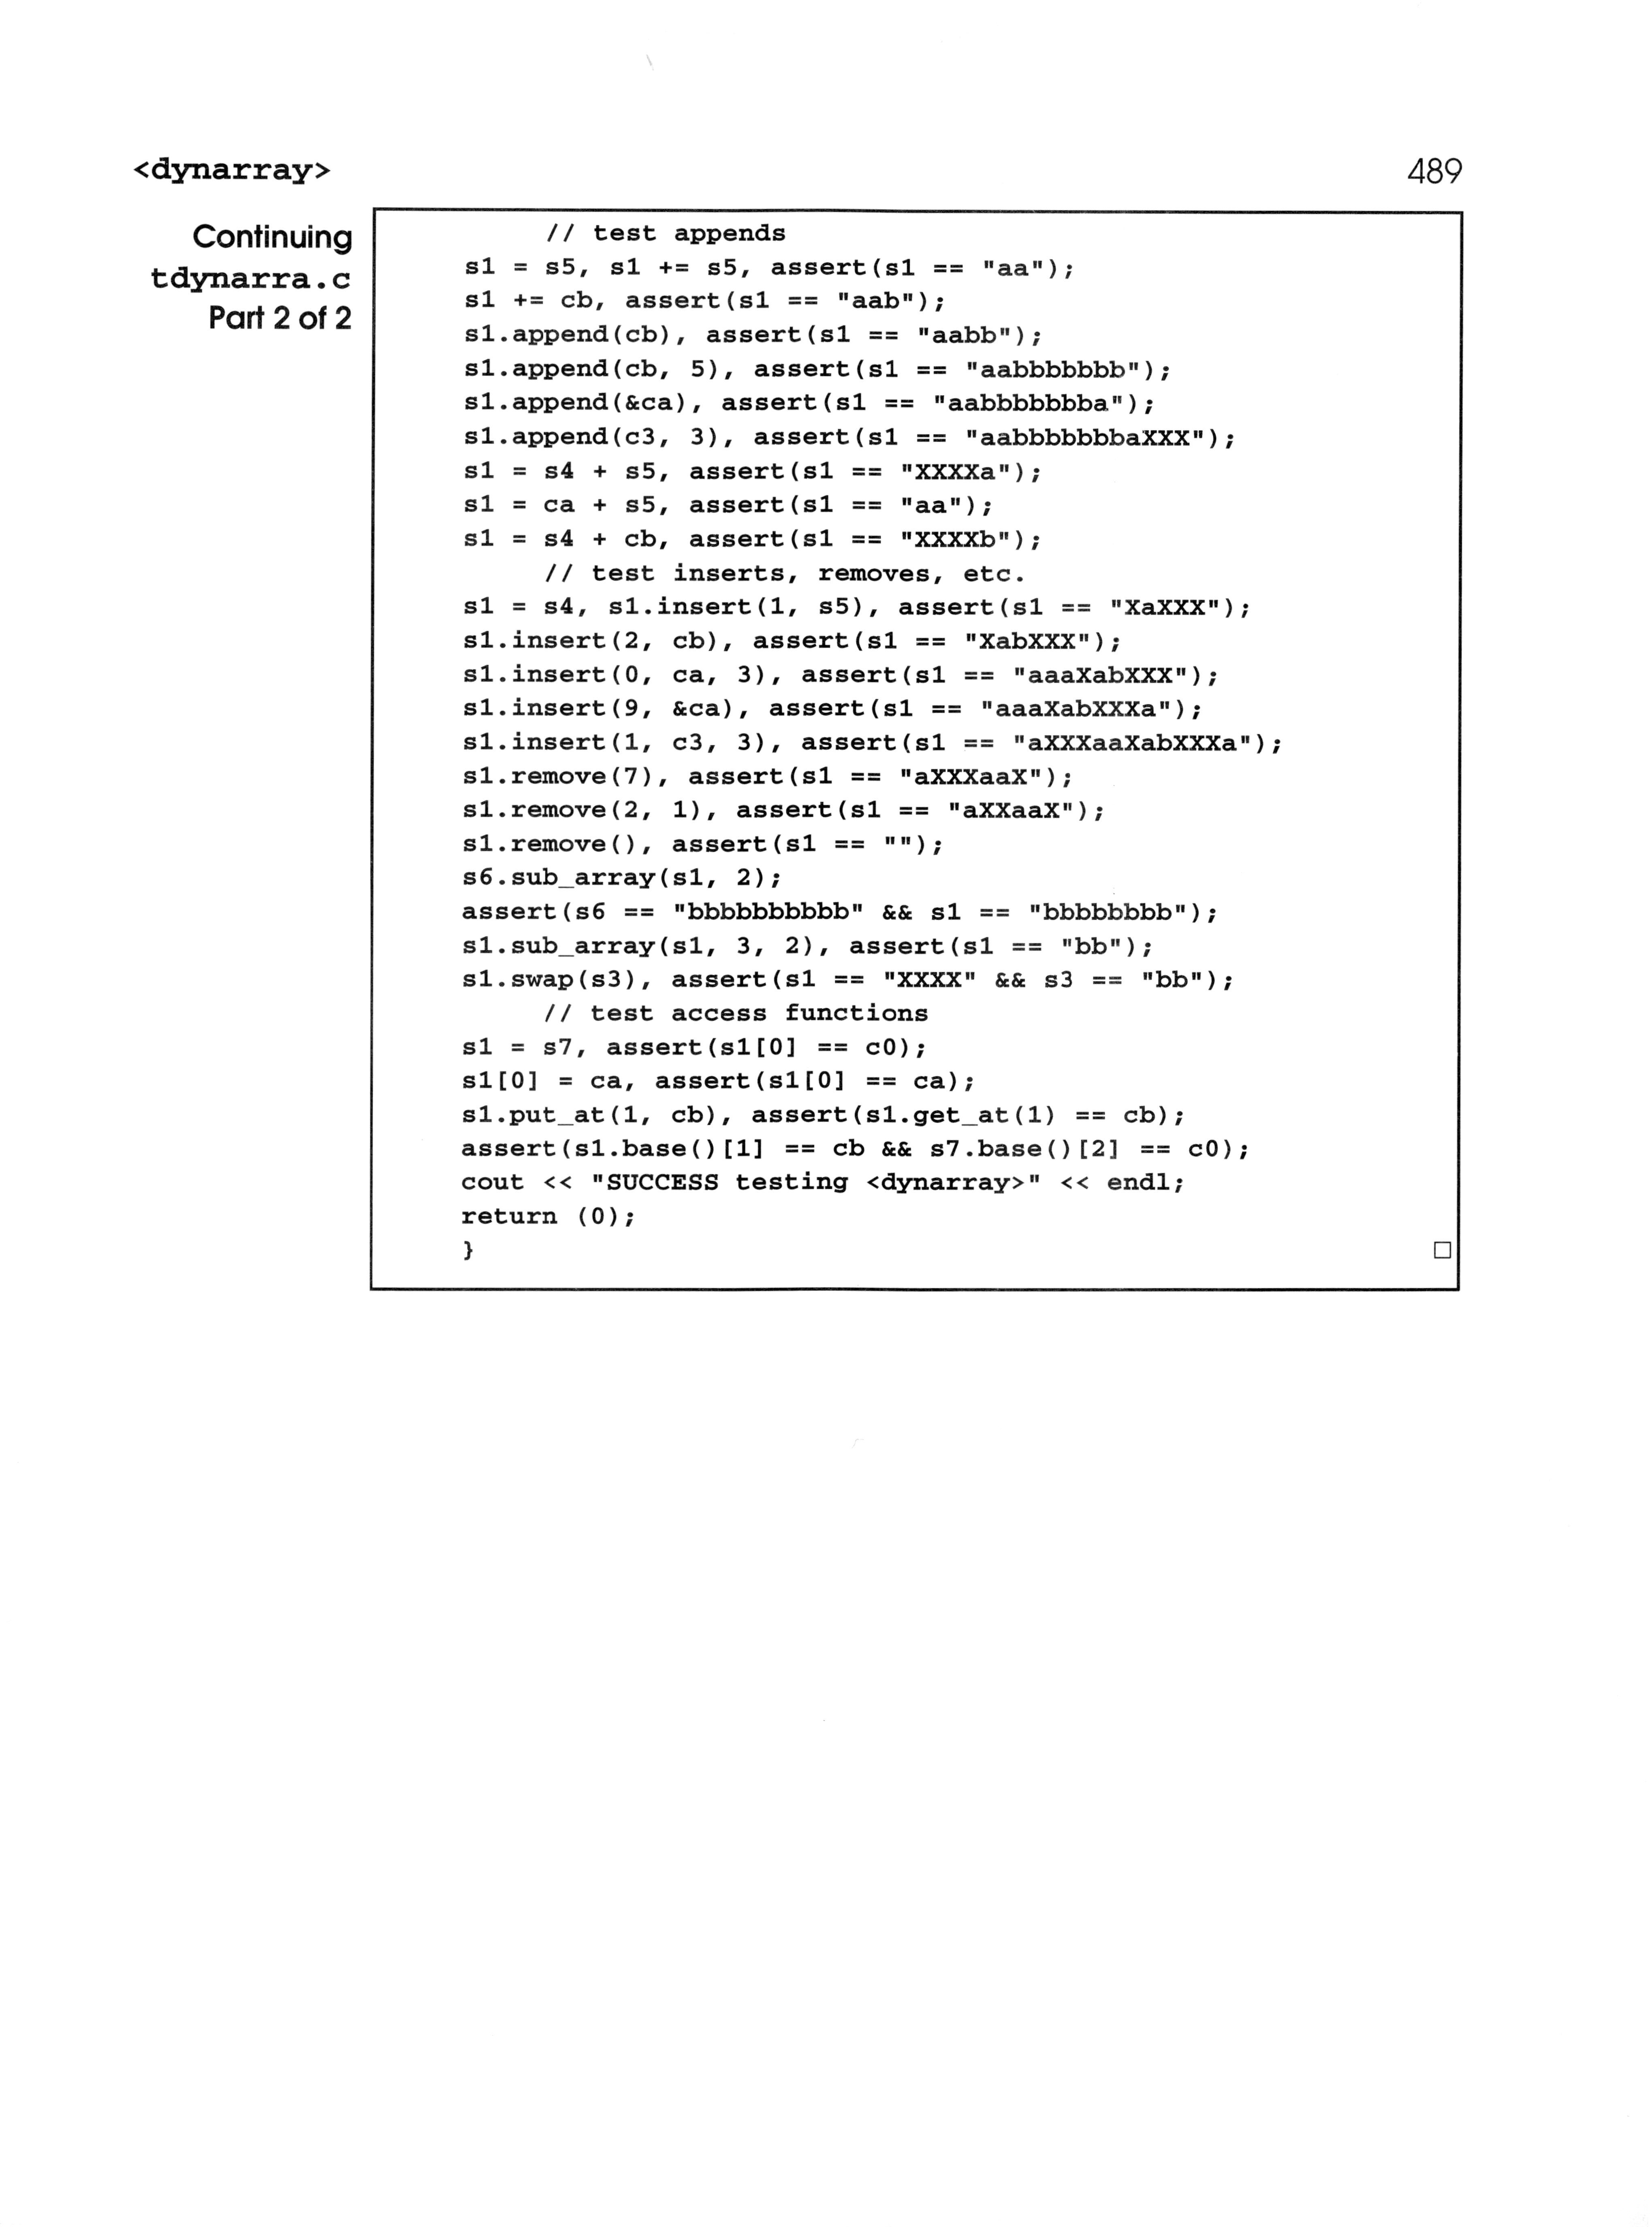 <dynarray>
489
Continuing
tdynarra.c
Part 2 of 2
// test appends
s1 = s5, s1 += s5, assert(s1 == "aa");
s1 += cb, assert(s1 == "aab");
s1.append(cb), assert(s1 == "aabb");
s1.append(cb, 5), assert(s1 == "aabbbbbbb");
s1.append(&ca), assert(s1 == "aabbbbbbba");
s1.append(c3, 3), assert(s1 == "aabbbbbbbaXXX");
s1 = s4 + s5, assert(s1 == "XXXXa");
s1 = ca + s5, assert(s1 == "aa");
s1 = s4 + cb, assert(s1 == "XXXXb");
// test inserts, removes, etc.
s1 = s4, s1.insert(1, s5), assert(s1 == "XaXXX");
s1.insert(2, cb), assert(s1 == "XabXXX");
s1.insert(0, ca, 3), assert(s1 == "aaaXabXXX");
s1.insert(9, &ca), assert(s1 == "aaaXabXXXa");
s1.insert(1, c3, 3), assert(s1 == "aXXXaaXabXXXa");
s1.remove(7), assert(s1 == "aXXXaaX");
s1.remove(2, 1), assert(s1 == "aXXaaX");
s1.remove(), assert(s1 == "");
s6.sub_array(s1, 2);
assert(s6 == "bbbbbbbbbb" && s1 == "bbbbbbbb");
s1.sub_array(s1, 3, 2), assert(s1 == "bb");
s1.swap(s3), assert(s1 == "XXXX" && s3 == "bb");
// test access functions
s1 = s7, assert(s1[0] == c0);
s1[0] = ca, assert(s1[0] == ca);
s1.put_at(1, cb), assert(s1.get_at(1) == cb);
assert(s1.base()[1] == cb && s7.base()[2] == c0);
cout << "SUCCESS testing <dynarray>" << endl;
return (0);
}